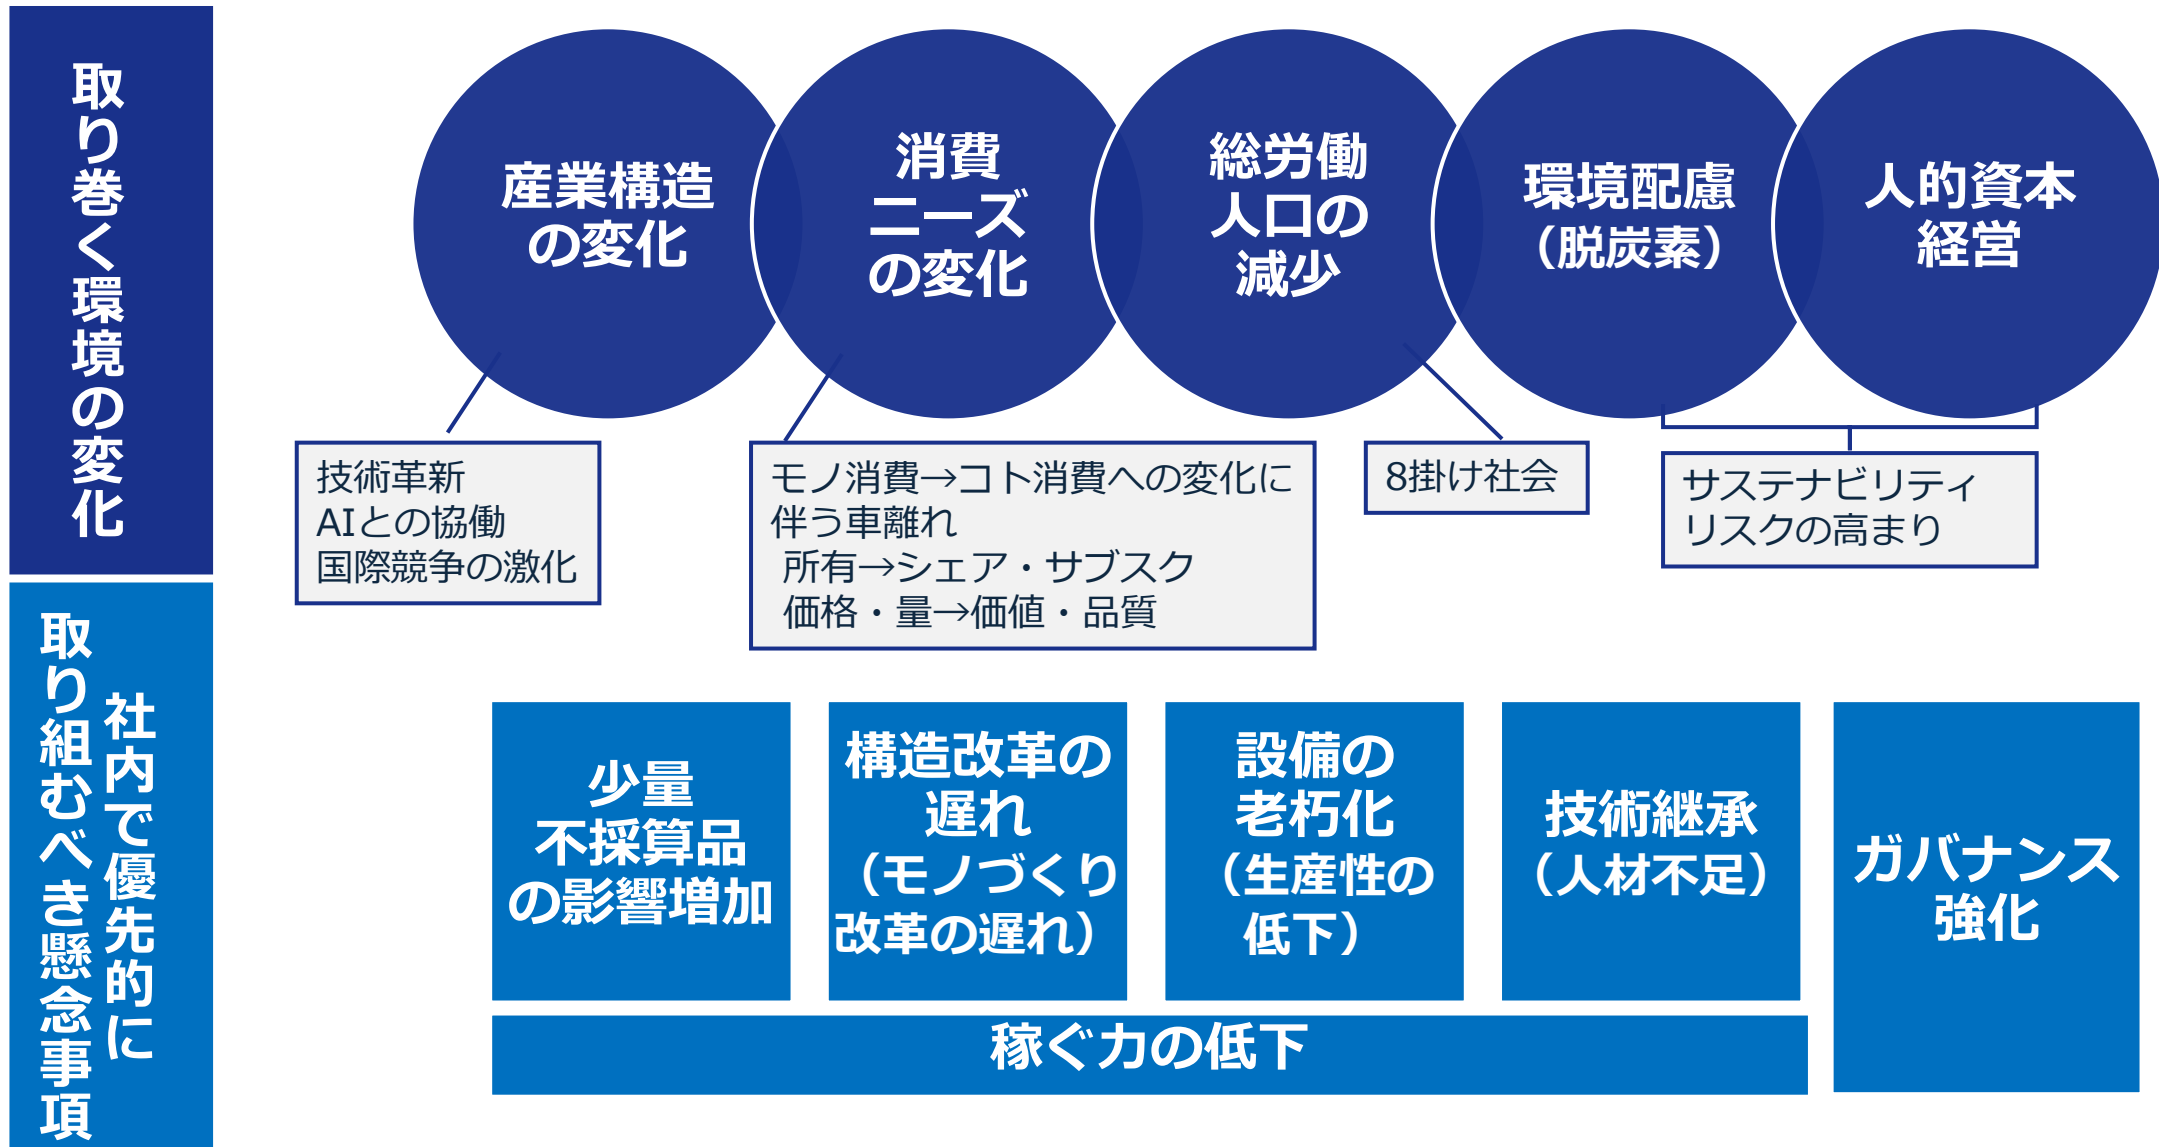 取り巻く環境の変化
産業構造
の変化
消費
ニーズ
の変化
総労働
人口の
減少
環境配慮
（脱炭素）
人的資本
経営
技術革新
AIとの協働
国際競争の激化
モノ消費→コト消費への変化に
伴う車離れ
所有→シェア・サブスク
価格・量→価値・品質
8掛け社会
サステナビリティ
リスクの高まり
社内で優先的に
取り組むべき懸念事項
少量
不採算品
の影響増加
構造改革の
遅れ
（モノづくり
改革の遅れ）
設備の
老朽化
（生産性の
低下）
技術継承
（人材不足）
ガバナンス
強化
稼ぐ力の低下